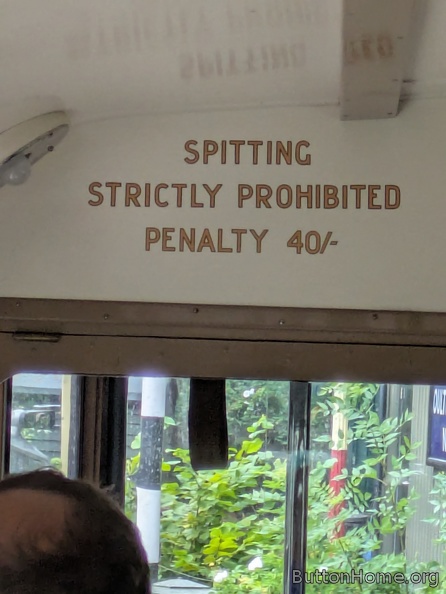 SPITTING
STRICTLY PROHIBITED
PENALTY 40/-
ButtonHome.org